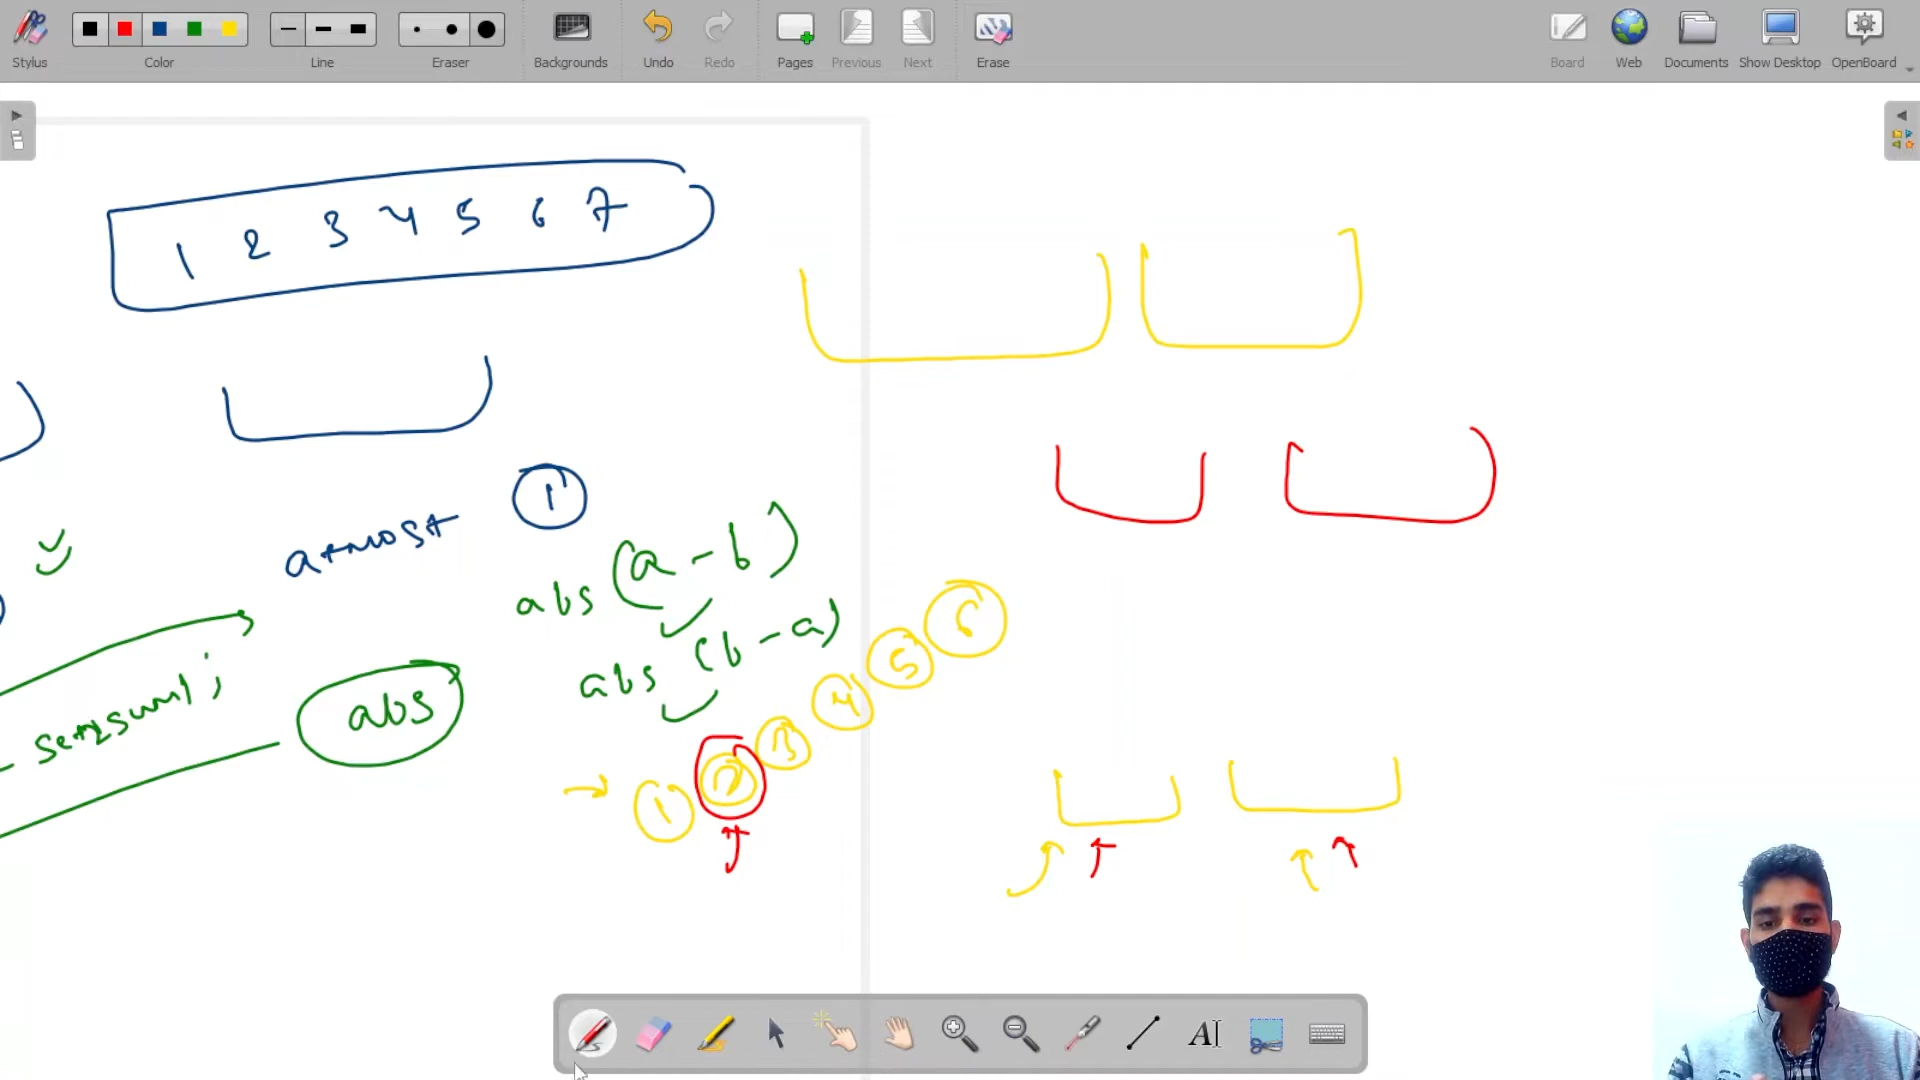 Stylus
Color
Line
Eraser
Backgrounds
Undo
Redo
Pages
Previous
Next
Erase
Board
Web
Documents
Show Desktop
OpenBoard
1 2 3 4 5 6 7
atmost 1
abs (a - b)
abs (b - a)
- set2sum1 ;
abs
1 2 3 4 5 6